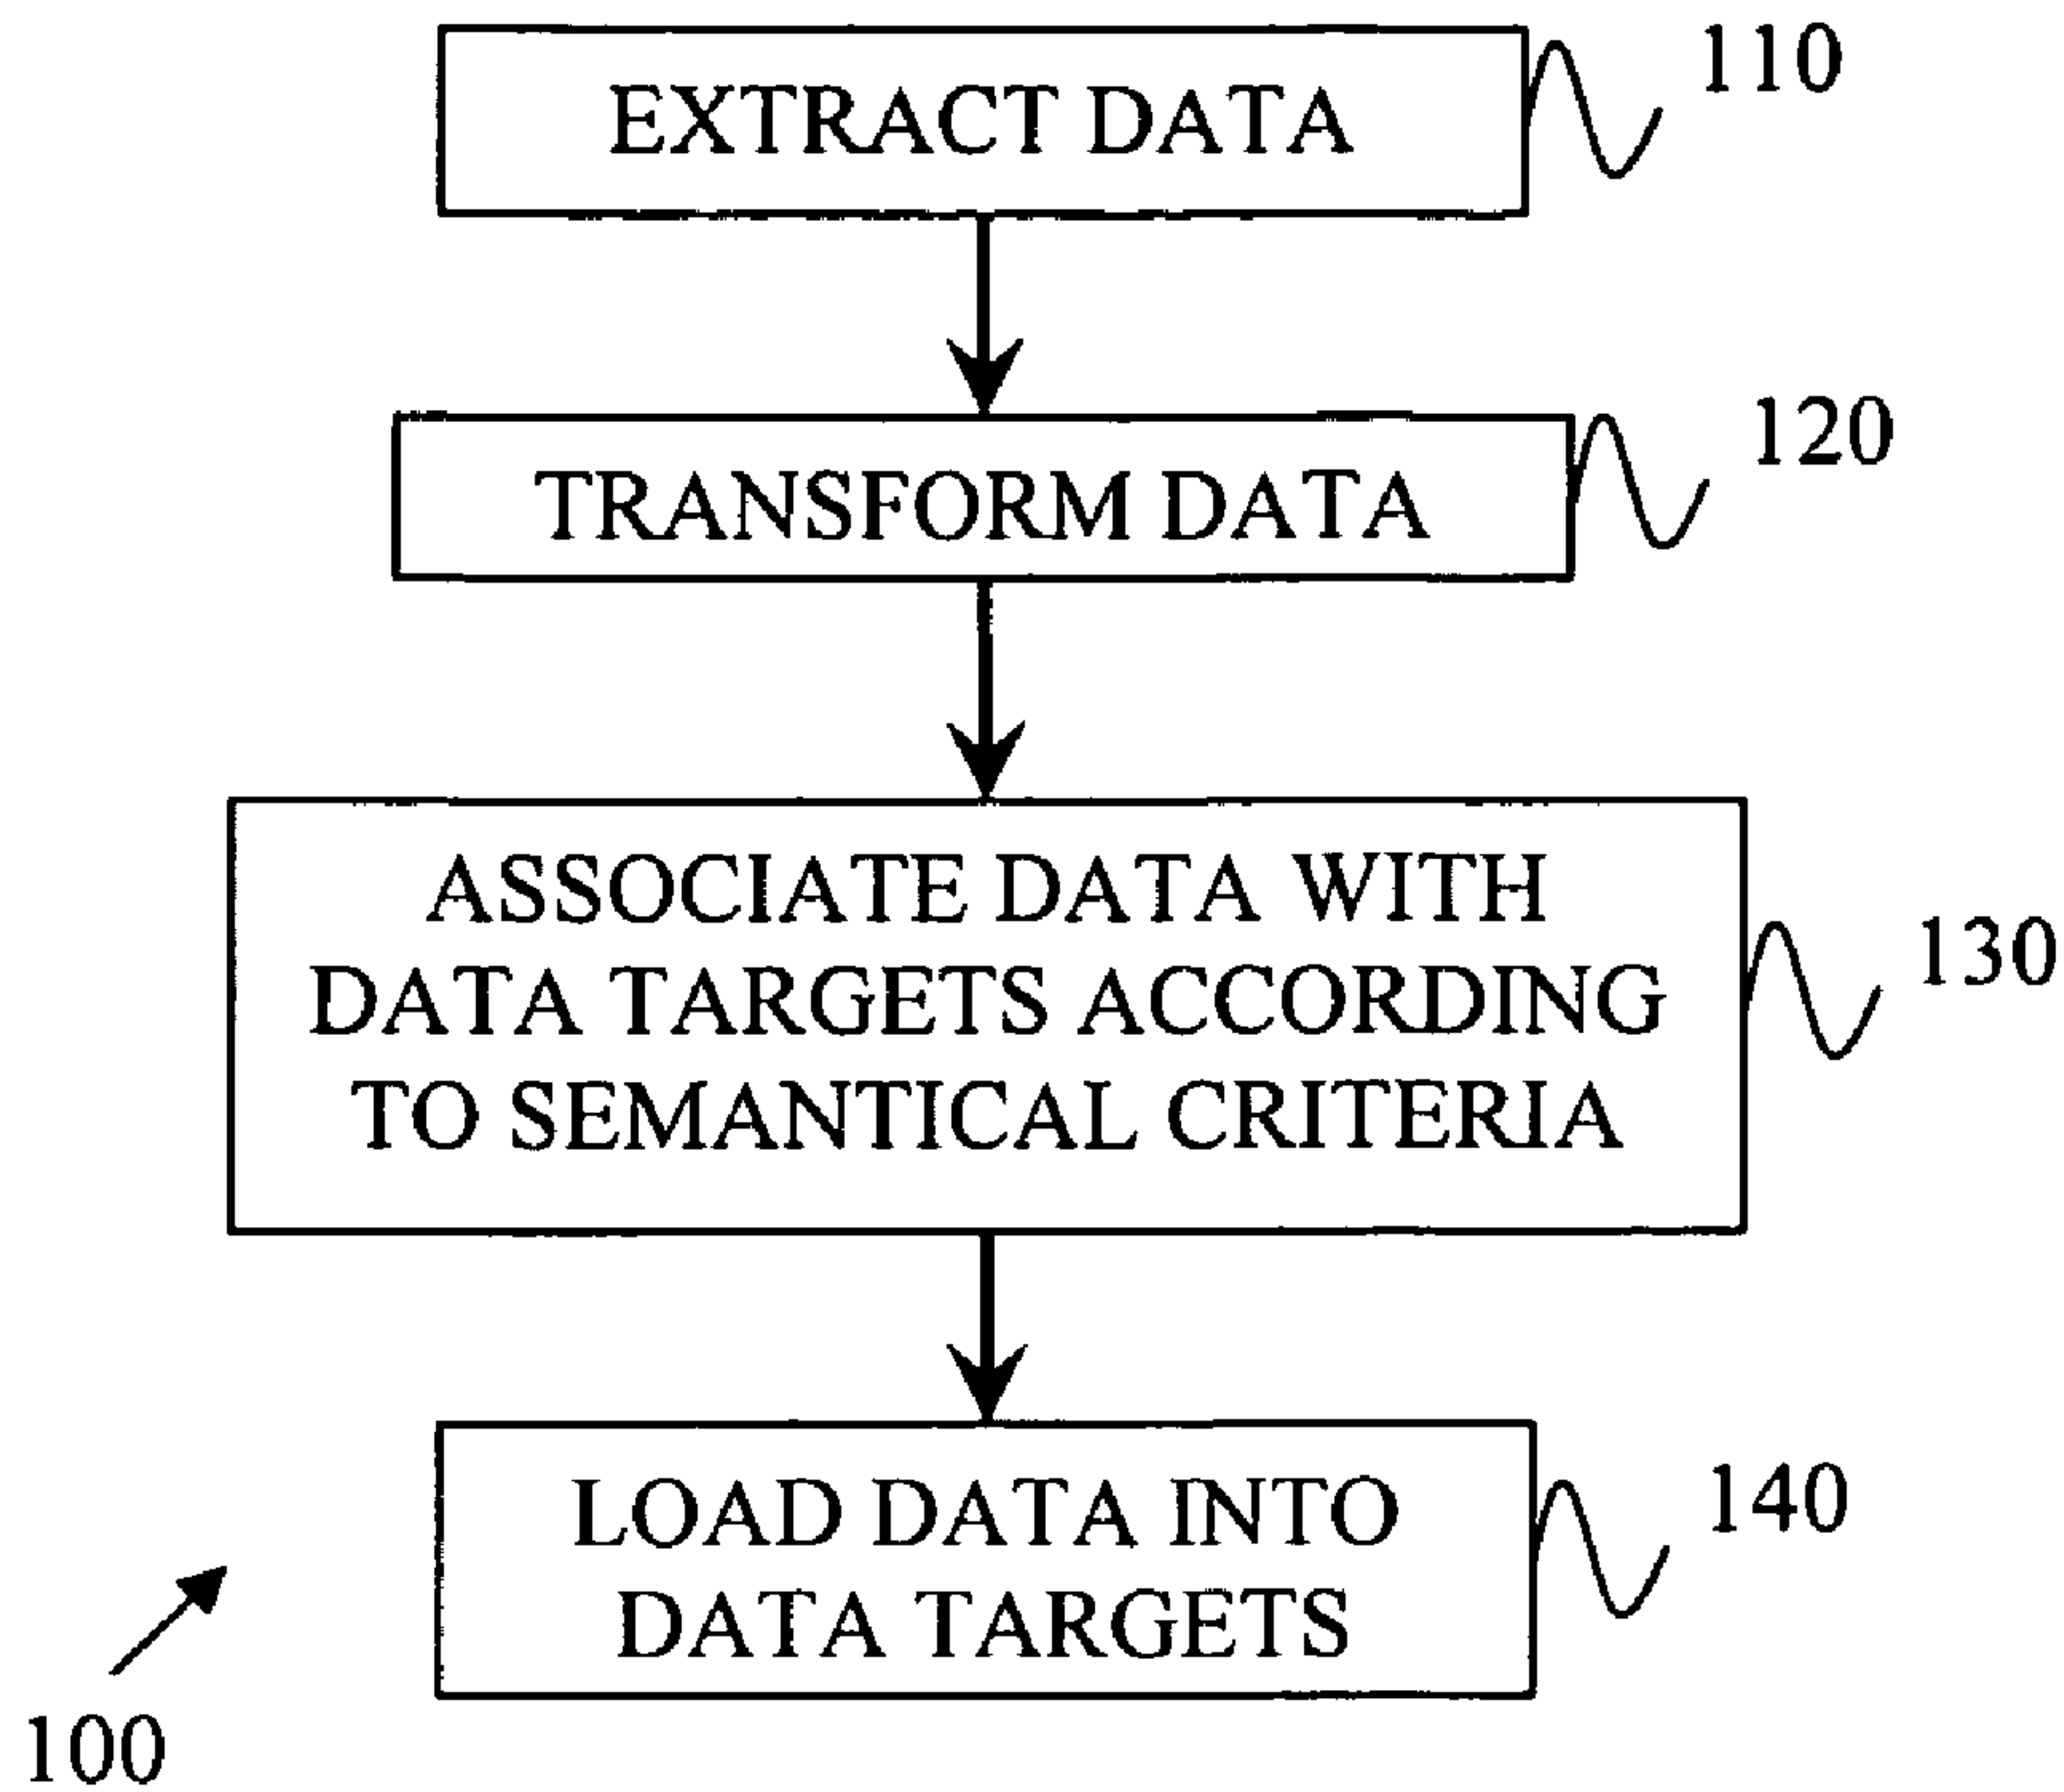 EXTRACT DATA
110
TRANSFORM DATA
120
ASSOCIATE DATA WITH
DATA TARGETS ACCORDING
TO SEMANTICAL CRITERIA
130
LOAD DATA INTO
DATA TARGETS
140
100